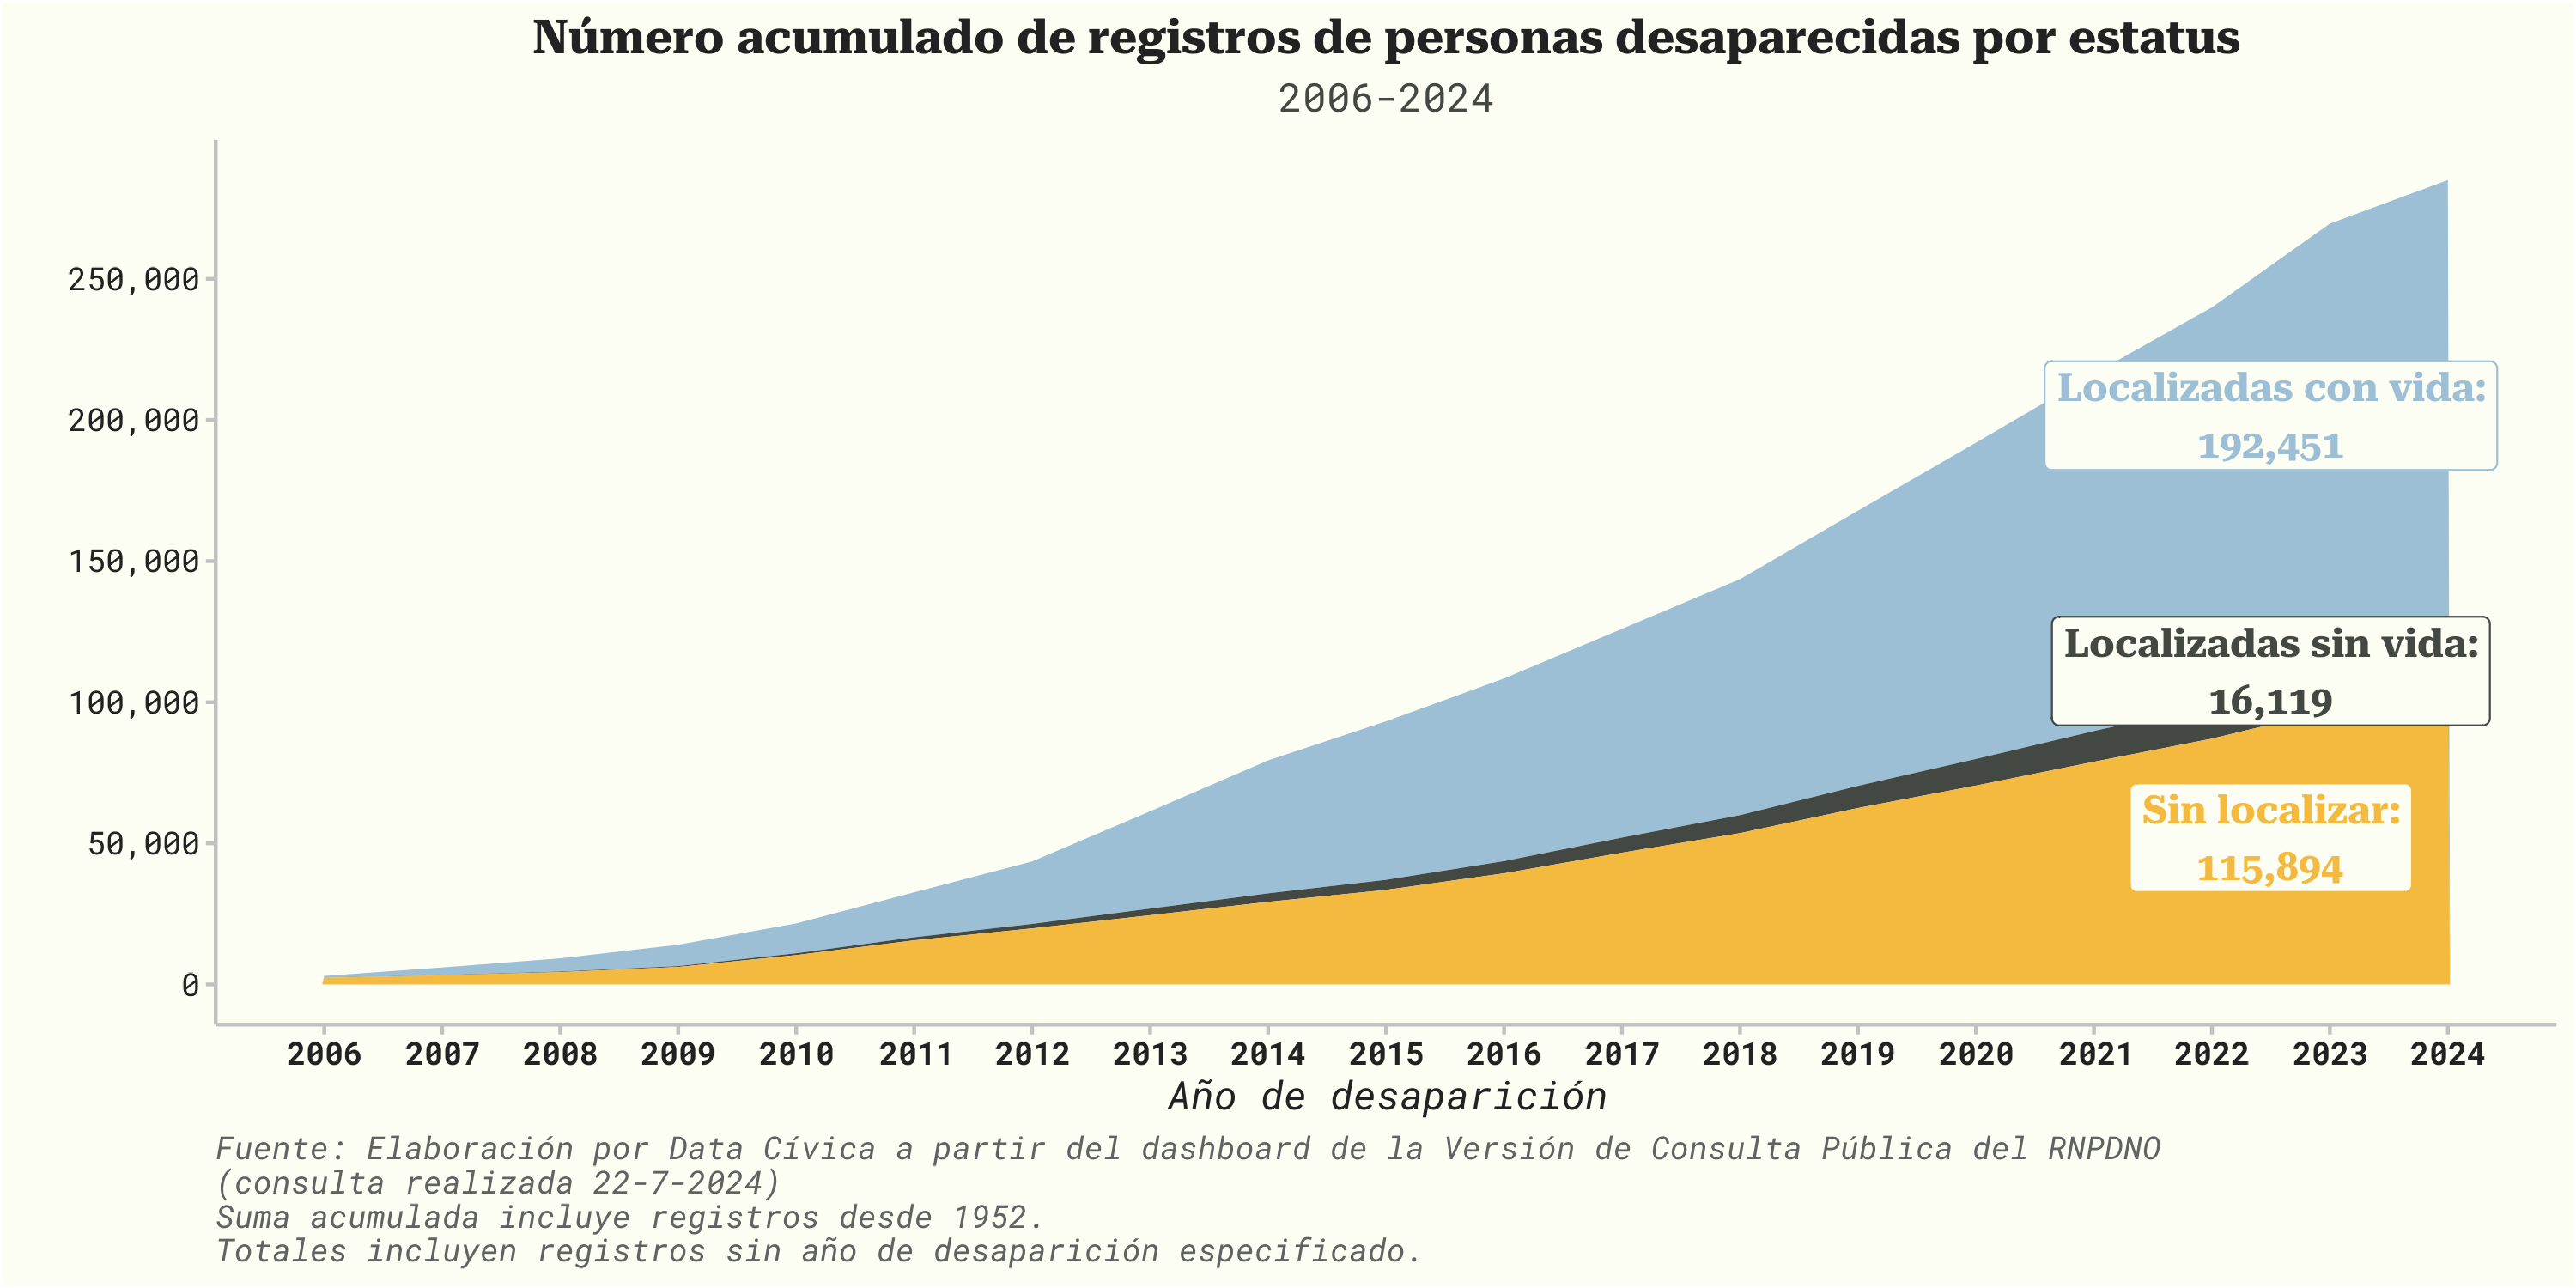 Número acumulado de registros de personas desaparecidas por estatus
2006-2024
250,000
200,000
150,000
100,000
50,000
0
Localizadas con vida:
192,451
Localizadas sin vida:
16,119
Sin localizar:
115,894
2006 2007 2008 2009 2010 2011 2012 2013 2014 2015 2016 2017 2018 2019 2020 2021 2022 2023 2024
Año de desaparición
Fuente: Elaboración por Data Cívica a partir del dashboard de la Versión de Consulta Pública del RNPDNO
(consulta realizada 22-7-2024)
Suma acumulada incluye registros desde 1952.
Totales incluyen registros sin año de desaparición especificado.